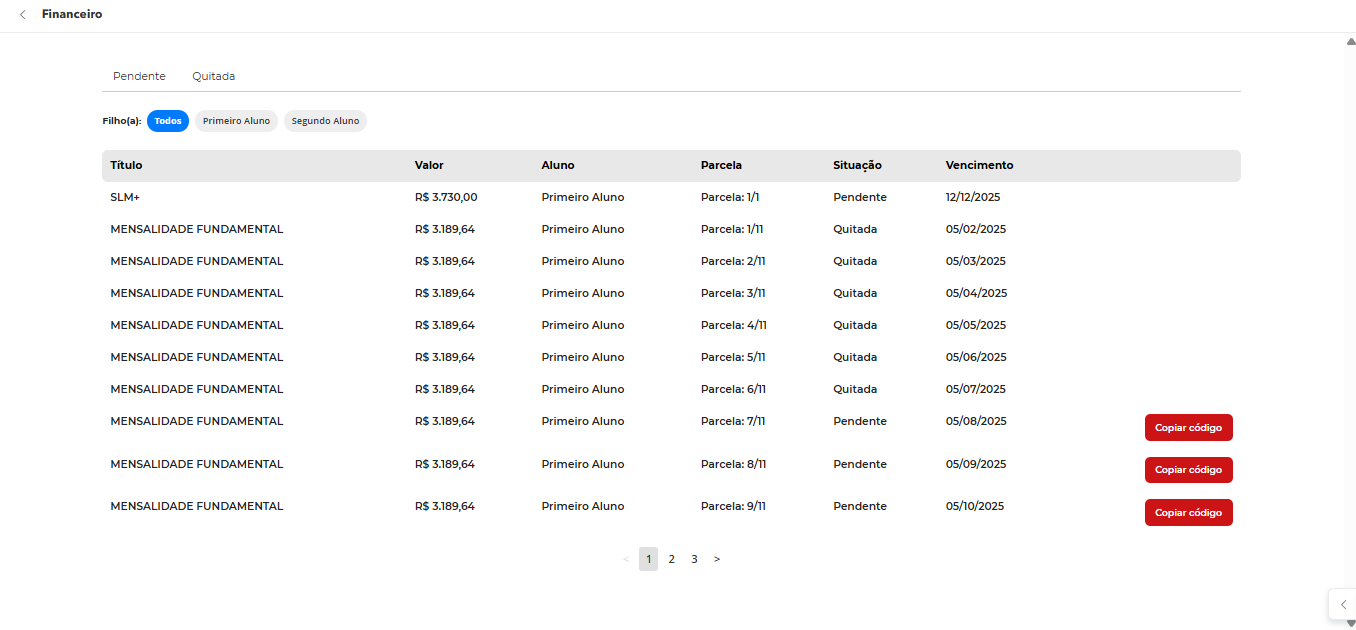 Financeiro
Pendente Quitada
Filho(a): Todos Primeiro Aluno Segundo Aluno
Título Valor Aluno Parcela Situação Vencimento
SLM+ R$ 3.730,00 Primeiro Aluno Parcela: 1/1 Pendente 12/12/2025
MENSALIDADE FUNDAMENTAL R$ 3.189,64 Primeiro Aluno Parcela: 1/11 Quitada 05/02/2025
MENSALIDADE FUNDAMENTAL R$ 3.189,64 Primeiro Aluno Parcela: 2/11 Quitada 05/03/2025
MENSALIDADE FUNDAMENTAL R$ 3.189,64 Primeiro Aluno Parcela: 3/11 Quitada 05/04/2025
MENSALIDADE FUNDAMENTAL R$ 3.189,64 Primeiro Aluno Parcela: 4/11 Quitada 05/05/2025
MENSALIDADE FUNDAMENTAL R$ 3.189,64 Primeiro Aluno Parcela: 5/11 Quitada 05/06/2025
MENSALIDADE FUNDAMENTAL R$ 3.189,64 Primeiro Aluno Parcela: 6/11 Quitada 05/07/2025
MENSALIDADE FUNDAMENTAL R$ 3.189,64 Primeiro Aluno Parcela: 7/11 Pendente 05/08/2025 Copiar código
MENSALIDADE FUNDAMENTAL R$ 3.189,64 Primeiro Aluno Parcela: 8/11 Pendente 05/09/2025 Copiar código
MENSALIDADE FUNDAMENTAL R$ 3.189,64 Primeiro Aluno Parcela: 9/11 Pendente 05/10/2025 Copiar código
< 1 2 3 >